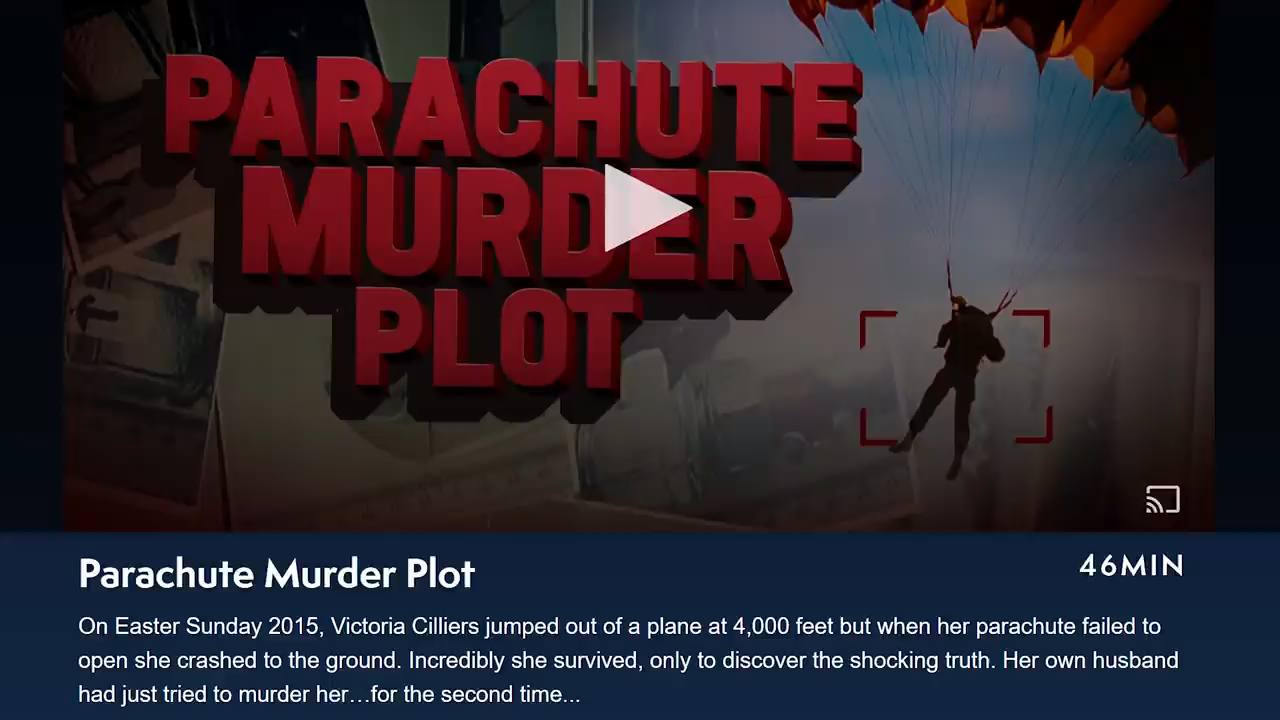 PARACHUTE
MURDER
PLOT
Parachute Murder Plot
46MIN
On Easter Sunday 2015, Victoria Cilliers jumped out of a plane at 4,000 feet but when her parachute failed to
open she crashed to the ground. Incredibly she survived, only to discover the shocking truth. Her own husband
had just tried to murder her…for the second time...